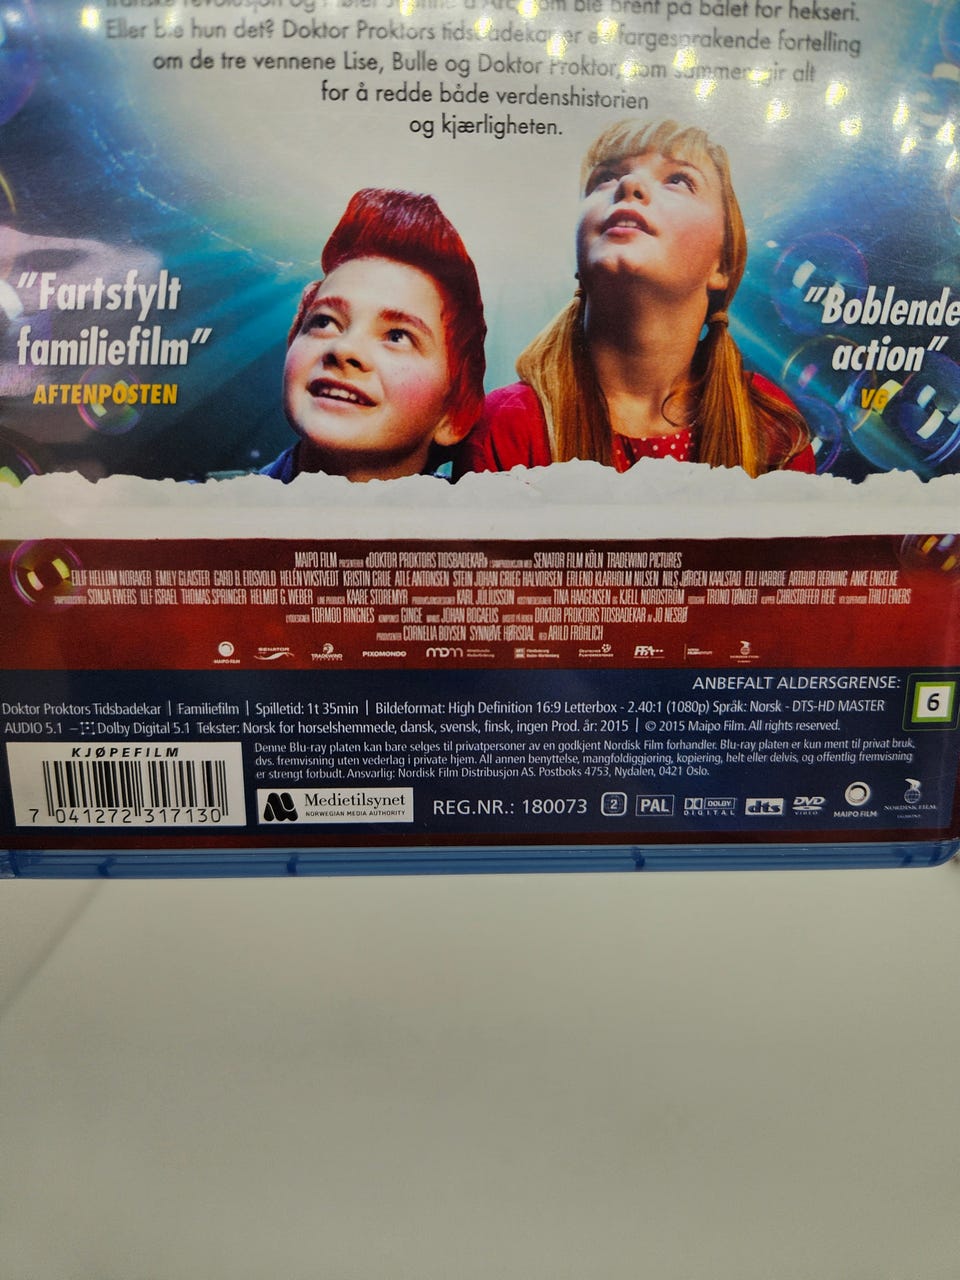 og kjærligheten.
Eller ble hun det? Doktor Proktors tidsbadekar er en fargesprakende fortelling
om de tre vennene Lise, Bulle og Doktor Proktor, som sammen gir alt
for å redde både verdenshistorien
og kjærligheten.
"Fartsfylt
familiefilm"
AFTENPOSTEN
"Boblende
action"
VG
MAIPO FILM «DOKTOR PROKTORS TIDSBADEKAR» SENATOR FILM KÖLN TRADEWIND PICTURES
EILIF HELLUM NORAKER EMILY GLAISTER GARD B. EIDSVOLD HELÉN VIKSTVEDT KRISTIN GRUE ATLE ANTONSEN STEIN JOHAN GRIEG HALVORSEN ERLEND KLARHOLM NILSEN NILS JØRGEN KAALSTAD EILI HARBOE ARTHUR BERNING ANKE ENGELKE
SONJA EWERS ULF ISRAEL THOMAS SPRINGER HELMUT G. WEBER KAARE STOREMYR KARL JÚLÍUSSON TINA HAAGENSEN & KJELL NORDSTRÖM TROND TØNDER CHRISTOFFER HEIE THILO EWERS
TORMOD RINGNES GINGE JOHAN BOGAEUS DOKTOR PROKTORS TIDSBADEKAR AV JO NESBØ
CORNELIA BOYSEN SYNNØVE HØRSDAL ARILD FRÖHLICH
MAIPO FILM SENATOR TRADEWIND PIXOMONDO mdm
ANBEFALT ALDERSGRENSE:
6
Doktor Proktors Tidsbadekar | Familiefilm | Spilletid: 1t 35min | Bildeformat: High Definition 16:9 Letterbox - 2.40:1 (1080p) Språk: Norsk - DTS-HD MASTER
AUDIO 5.1 – Dolby Digital 5.1 Tekster: Norsk for horselshemmede, dansk, svensk, finsk, ingen Prod. år: 2015 | © 2015 Maipo Film. All rights reserved.
KJØPEFILM
7 041272 317130
Denne Blu-ray platen kan bare selges til privatpersoner av en godkjent Nordisk Film forhandler. Blu-ray platen er kun ment til privat bruk,
dvs. fremvisning uten vederlag i private hjem. All annen benyttelse, mangfoldiggjøring, kopiering, helt eller delvis, og offentlig fremvisning
er strengt forbudt. Ansvarlig: Nordisk Film Distribusjon AS. Postboks 4753, Nydalen, 0421 Oslo.
Medietilsynet
NORWEGIAN MEDIA AUTHORITY
REG.NR.: 180073
2
PAL
DOLBY
DIGITAL
dts
DVD
VIDEO
MAIPO FILM
NORDISK FILM